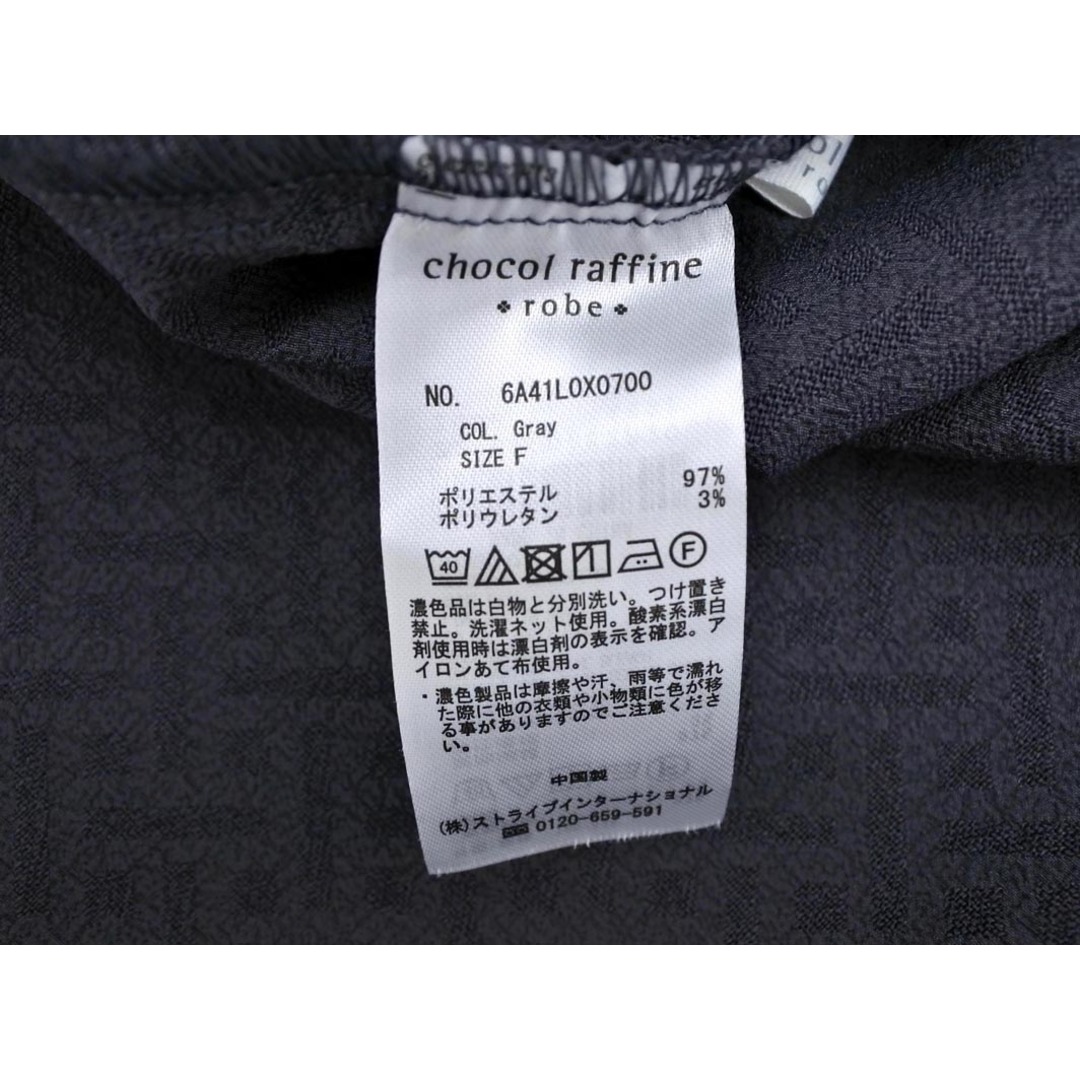 chocol raffine
robe
NO. 6A41L0X0700
COL. Gray
SIZE F
ポリエステル 97%
ポリウレタン 3%
40 F
濃色品は白物と分別洗い。つけ置き
禁止。洗濯ネット使用。酸素系漂白
剤使用時は漂白剤の表示を確認。ア
イロンあて布使用。
・濃色製品は摩擦や汗、雨等で濡れ
た際に他の衣類や小物類に色が移
る事がありますのでご注意くださ
い。
中国製
(株)ストライプインターナショナル
0120-659-591